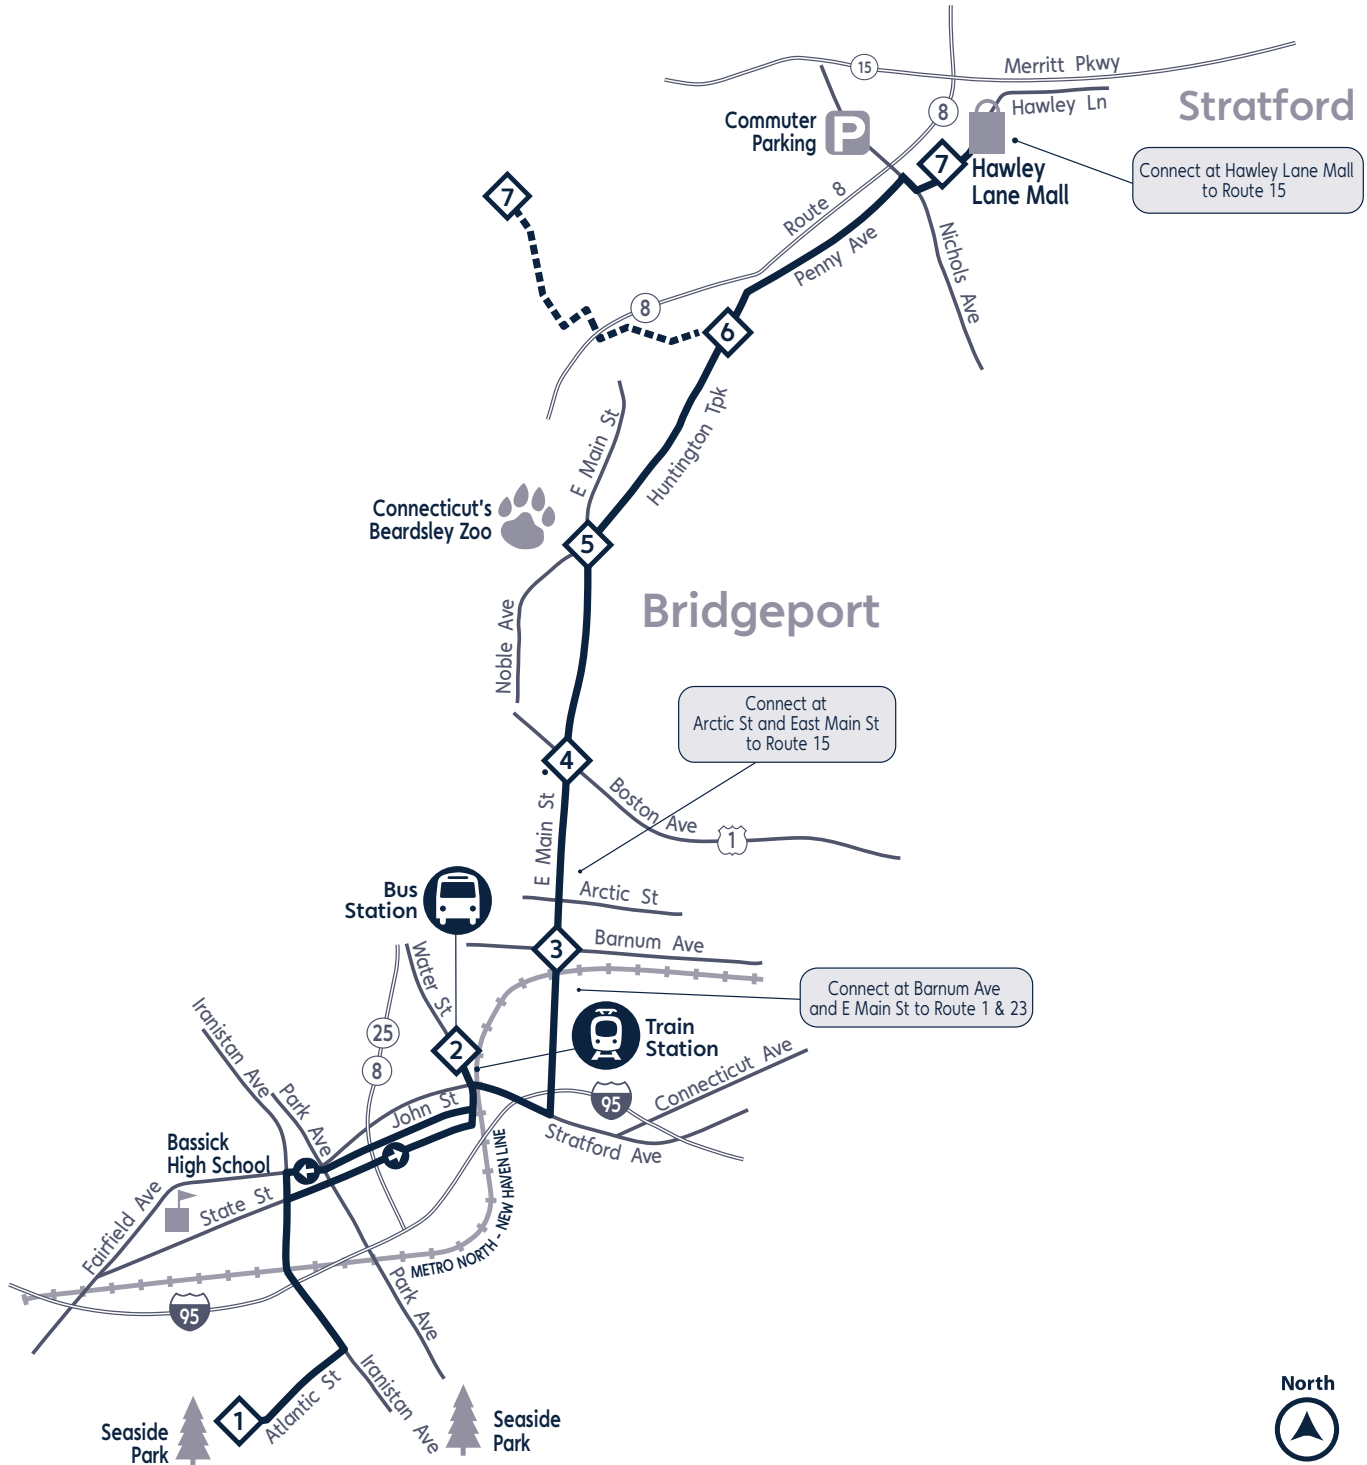 15
Merritt Pkwy
Hawley Ln
Stratford
8
Commuter
Parking
P
7
Hawley
Lane Mall
Connect at Hawley Lane Mall
to Route 15
7
Route 8
Penny Ave
Nichols Ave
8
6
E Main St
Huntington Tpk
Connecticut's
Beardsley Zoo
5
Noble Ave
Bridgeport
Connect at
Arctic St and East Main St
to Route 15
4
E Main St
Boston Ave
1
Bus
Station
Arctic St
3
Barnum Ave
Water St
Connect at Barnum Ave
and E Main St to Route 1 & 23
Iranistan Ave
25
8
2
Train
Station
Park Ave
John St
95
Connecticut Ave
Stratford Ave
Bassick
High School
Fairfield Ave
State St
METRO NORTH - NEW HAVEN LINE
95
Park Ave
Iranistan Ave
Atlantic St
1
Seaside
Park
Seaside
Park
North